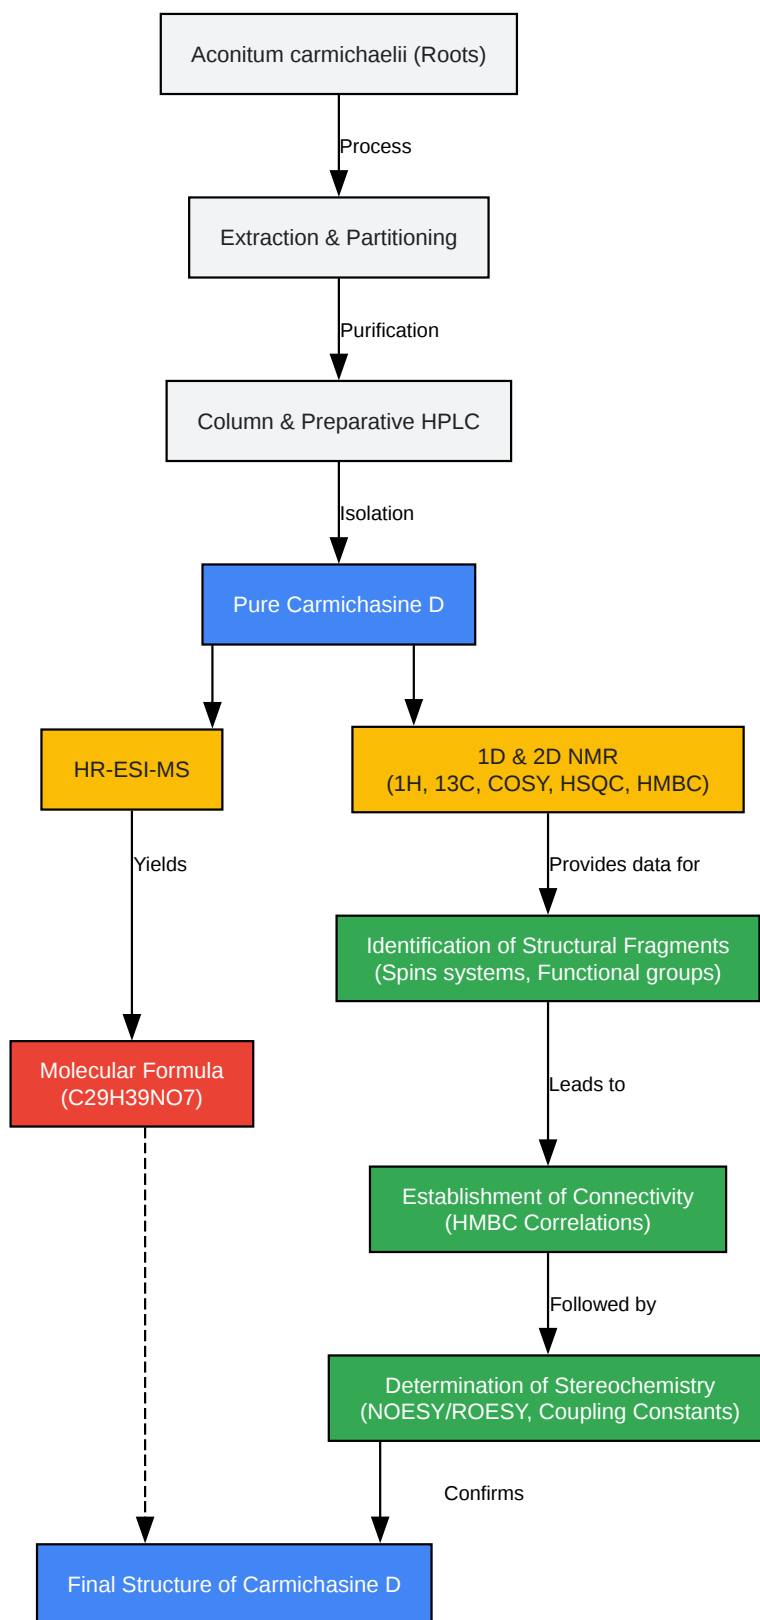 Aconitum carmichaelii (Roots)
Process
Extraction & Partitioning
Purification
Column & Preparative HPLC
Isolation
Pure Carmichasine D
HR-ESI-MS
1D & 2D NMR
(1H, 13C, COSY, HSQC, HMBC)
Yields
Provides data for
Identification of Structural Fragments
(Spins systems, Functional groups)
Molecular Formula
(C29H39NO7)
Leads to
Establishment of Connectivity
(HMBC Correlations)
Followed by
Determination of Stereochemistry
(NOESY/ROESY, Coupling Constants)
Confirms
Final Structure of Carmichasine D